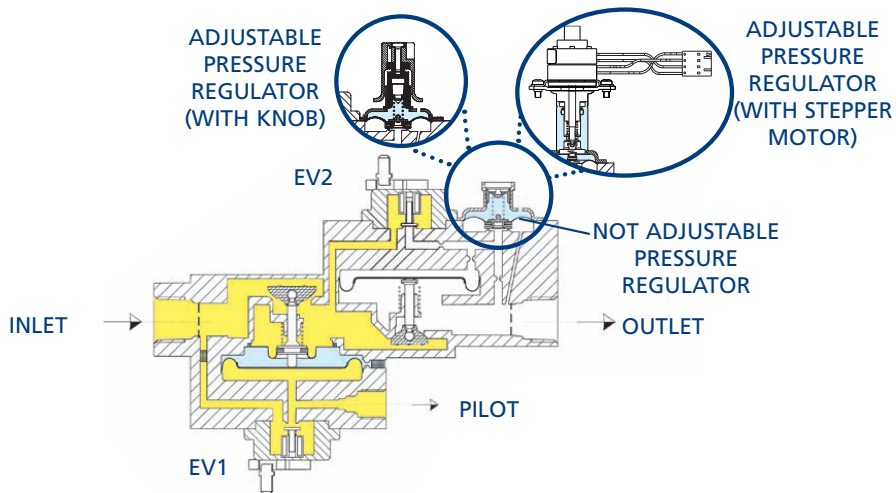 ADJUSTABLE
PRESSURE
REGULATOR
(WITH KNOB)
ADJUSTABLE
PRESSURE
REGULATOR
(WITH STEPPER
MOTOR)
EV2
NOT ADJUSTABLE
PRESSURE
REGULATOR
INLET
OUTLET
PILOT
EV1